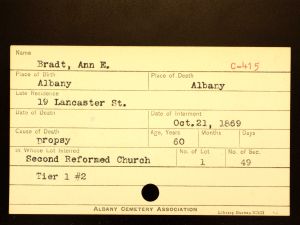 Name
Bradt, Ann E. C-415
Place of Birth Place of Death
Albany Albany
Late Residence
19 Lancaster St.
Date of Death Date of Interment
Oct.21, 1869
Cause of Death Age, Years Months Days
Dropsy 60
In Whose Lot Interred No. of Lot No. of Sec.
Second Reformed Church 1 49
Tier 1 #2
ALBANY CEMETERY ASSOCIATION
Library Bureau